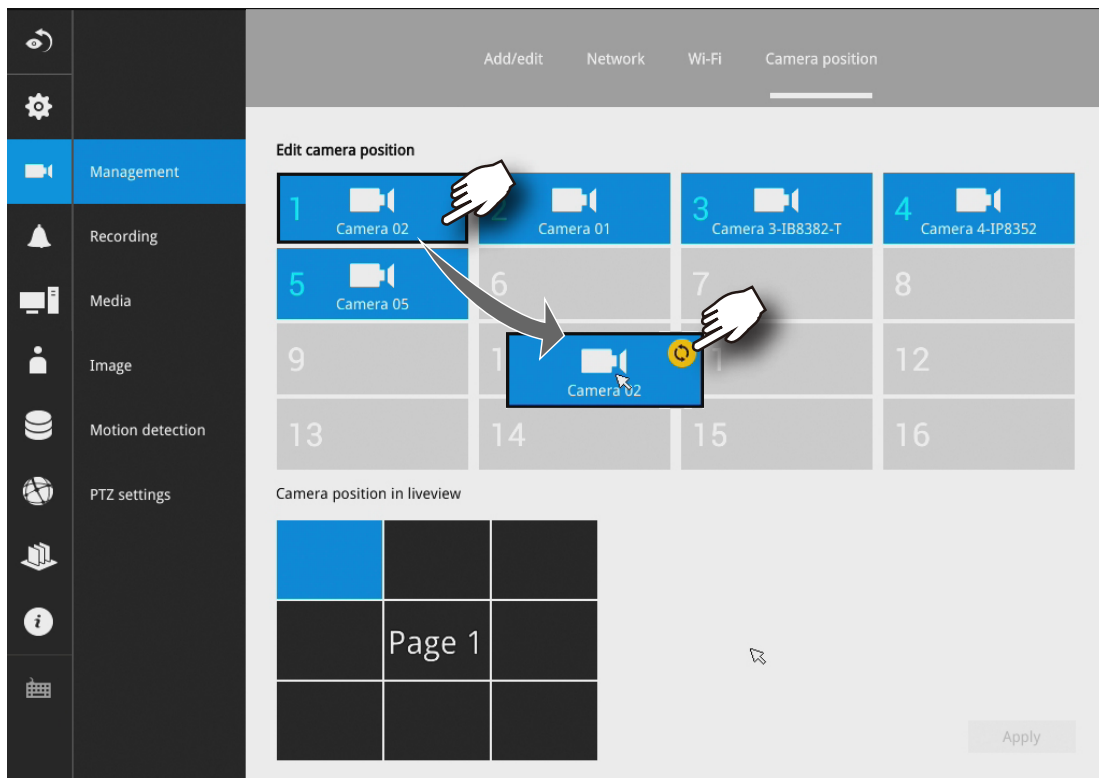 Add/edit Network Wi-Fi Camera position
Management
Recording
Media
Image
Motion detection
PTZ settings
Edit camera position
1 Camera 02
2 Camera 01
3 Camera 3-IB8382-T
4 Camera 4-IP8352
5 Camera 05
6
7
8
9
1
Camera 02
1
12
13
14
15
16
Camera position in liveview
Page 1
i
Apply